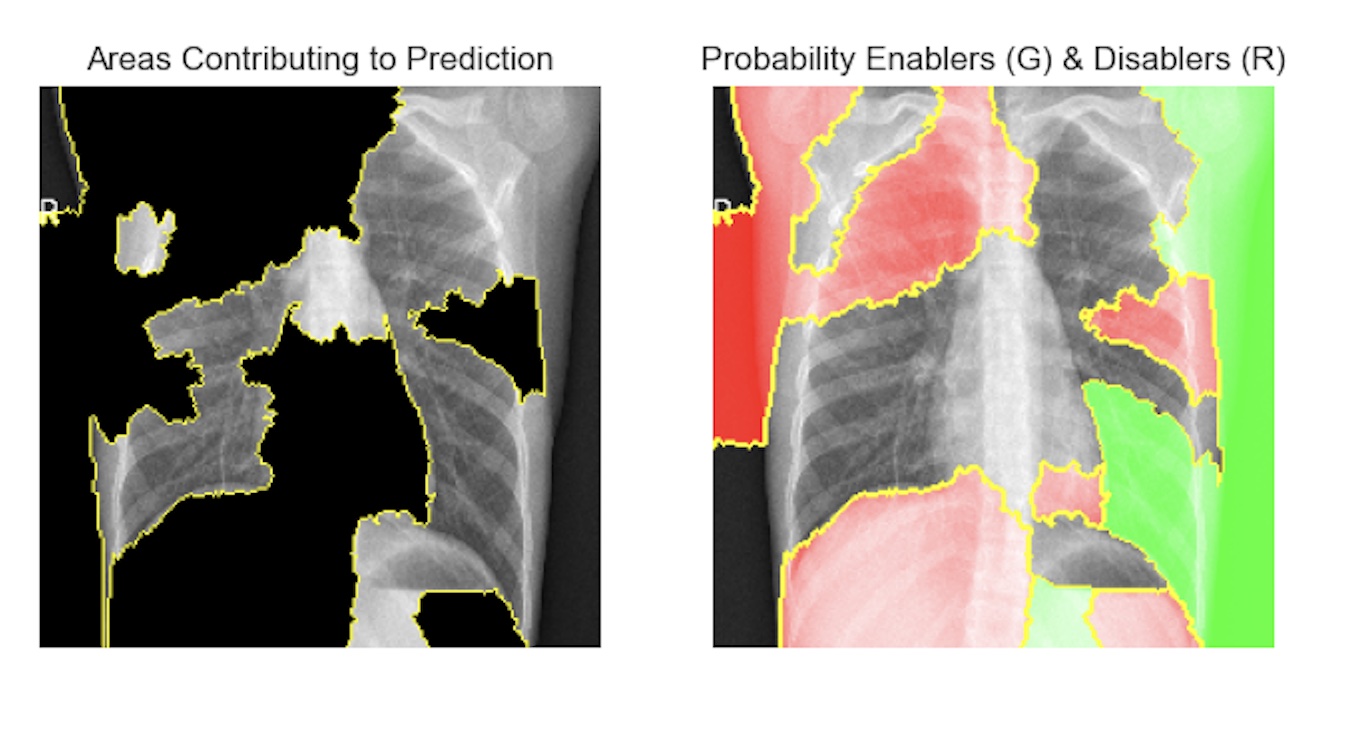 Areas Contributing to Prediction
Probability Enablers (G) & Disablers (R)
R